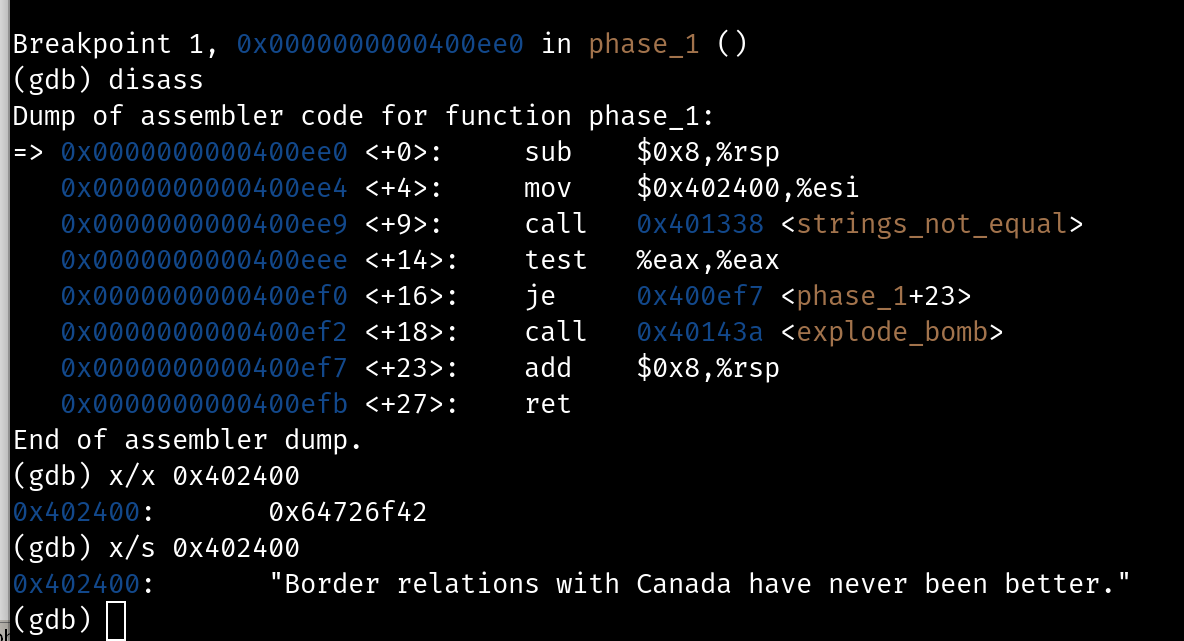 Breakpoint 1, 0x0000000000400ee0 in phase_1 ()
(gdb) disass
Dump of assembler code for function phase_1:
=> 0x0000000000400ee0 <+0>:     sub    $0x8,%rsp
   0x0000000000400ee4 <+4>:     mov    $0x402400,%esi
   0x0000000000400ee9 <+9>:     call   0x401338 <strings_not_equal>
   0x0000000000400eee <+14>:    test   %eax,%eax
   0x0000000000400ef0 <+16>:    je     0x400ef7 <phase_1+23>
   0x0000000000400ef2 <+18>:    call   0x40143a <explode_bomb>
   0x0000000000400ef7 <+23>:    add    $0x8,%rsp
   0x0000000000400efb <+27>:    ret
End of assembler dump.
(gdb) x/x 0x402400
0x402400:       0x64726f42
(gdb) x/s 0x402400
0x402400:       "Border relations with Canada have never been better."
(gdb)